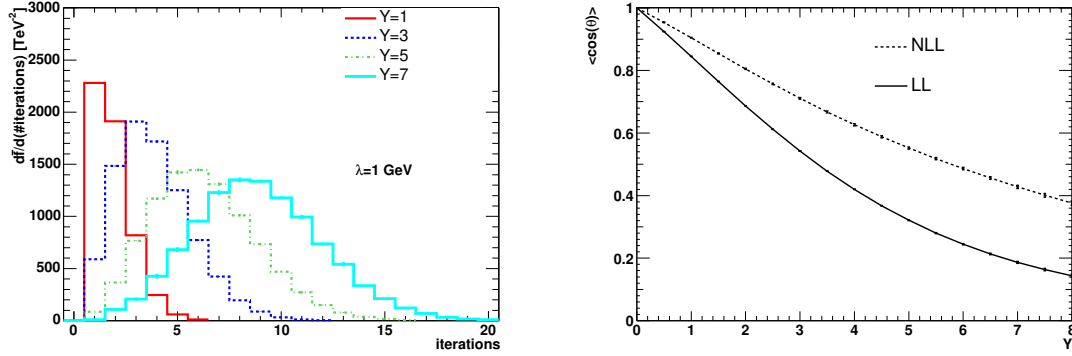 df̄/d(#iterations) [TeV⁻²]
3000
2500
2000
1500
1000
500
0
Y=1
Y=3
Y=5
Y=7
λ=1 GeV
0 5 10 15 20
iterations
<cos(θ)>
1
0.8
0.6
0.4
0.2
0
NLL
LL
0 1 2 3 4 5 6 7 8
Y